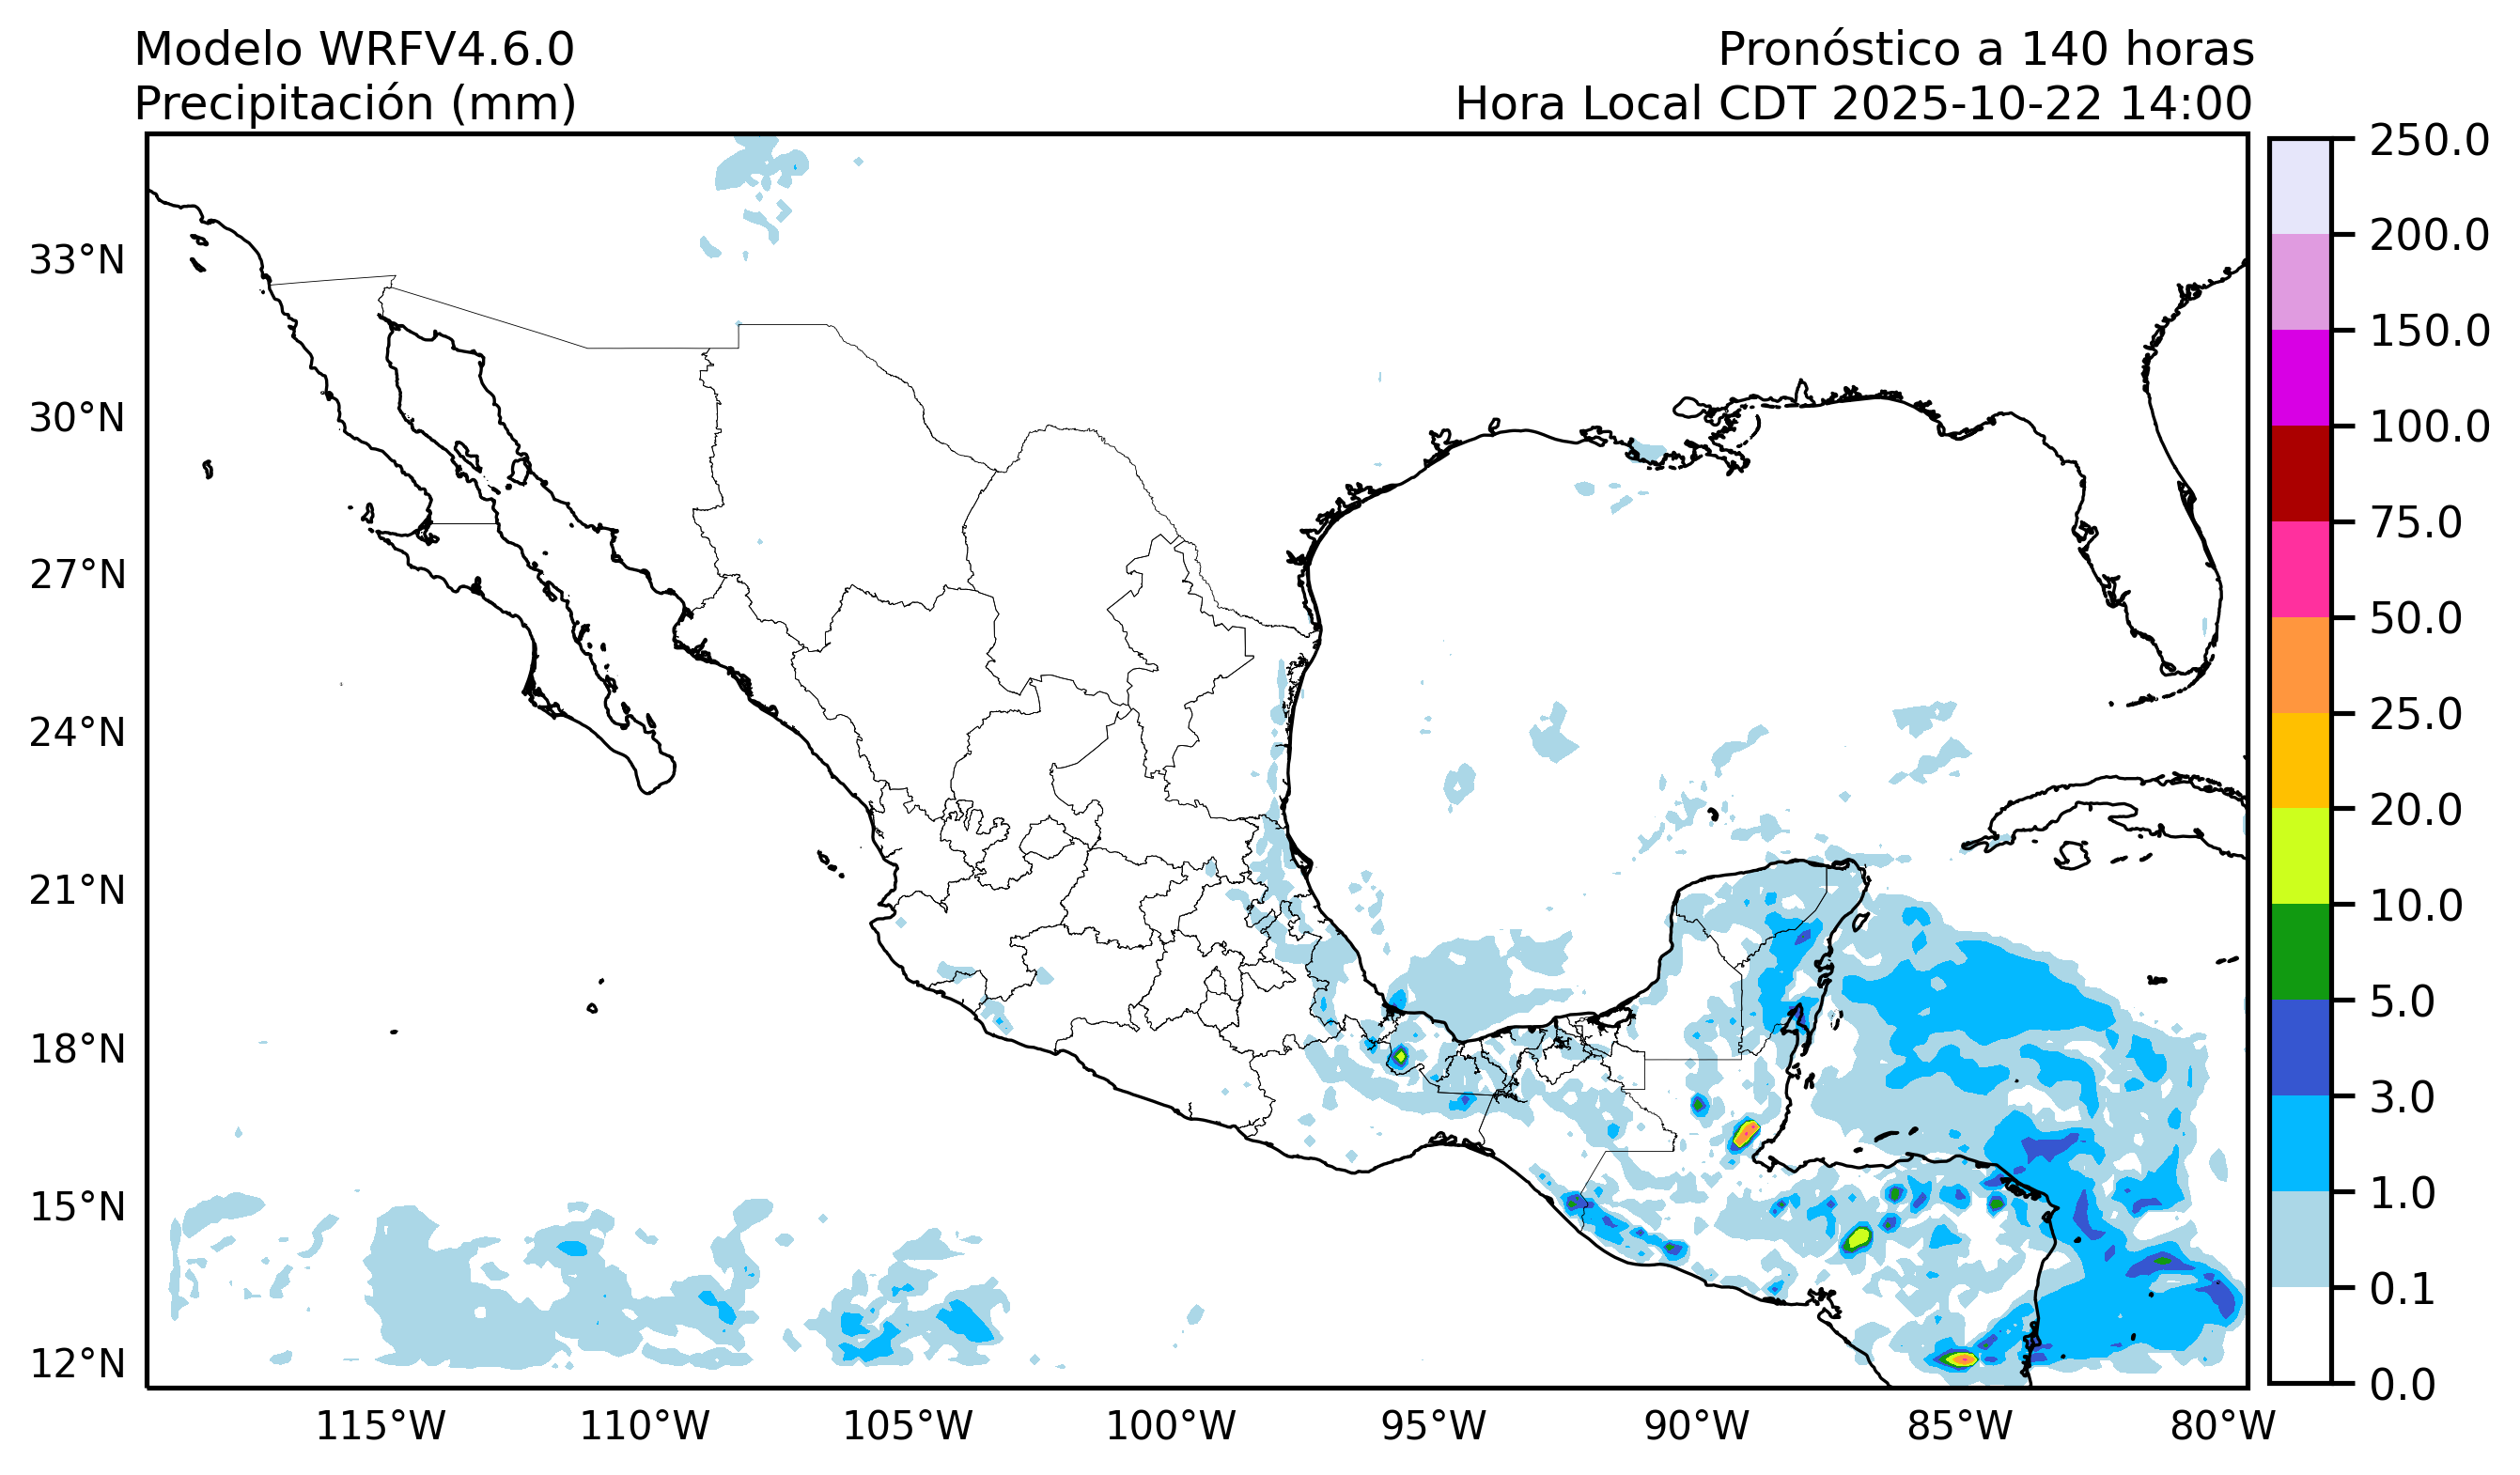 Modelo WRFV4.6.0
Precipitación (mm)
Pronóstico a 140 horas
Hora Local CDT 2025-10-22 14:00
33°N
30°N
27°N
24°N
21°N
18°N
15°N
12°N
115°W
110°W
105°W
100°W
95°W
90°W
85°W
80°W
250.0
200.0
150.0
100.0
75.0
50.0
25.0
20.0
10.0
5.0
3.0
1.0
0.1
0.0